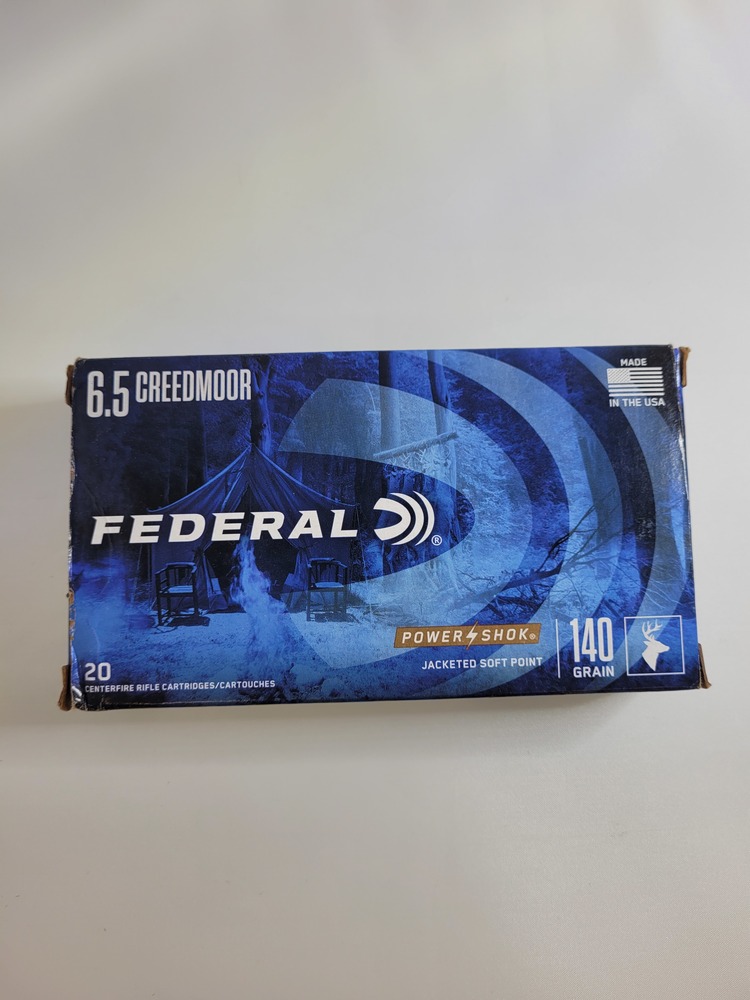 6.5 CREEDMOOR
MADE
IN THE USA
FEDERAL®
POWER SHOK®
JACKETED SOFT POINT
140
GRAIN
20
CENTERFIRE RIFLE CARTRIDGES/CARTOUCHES